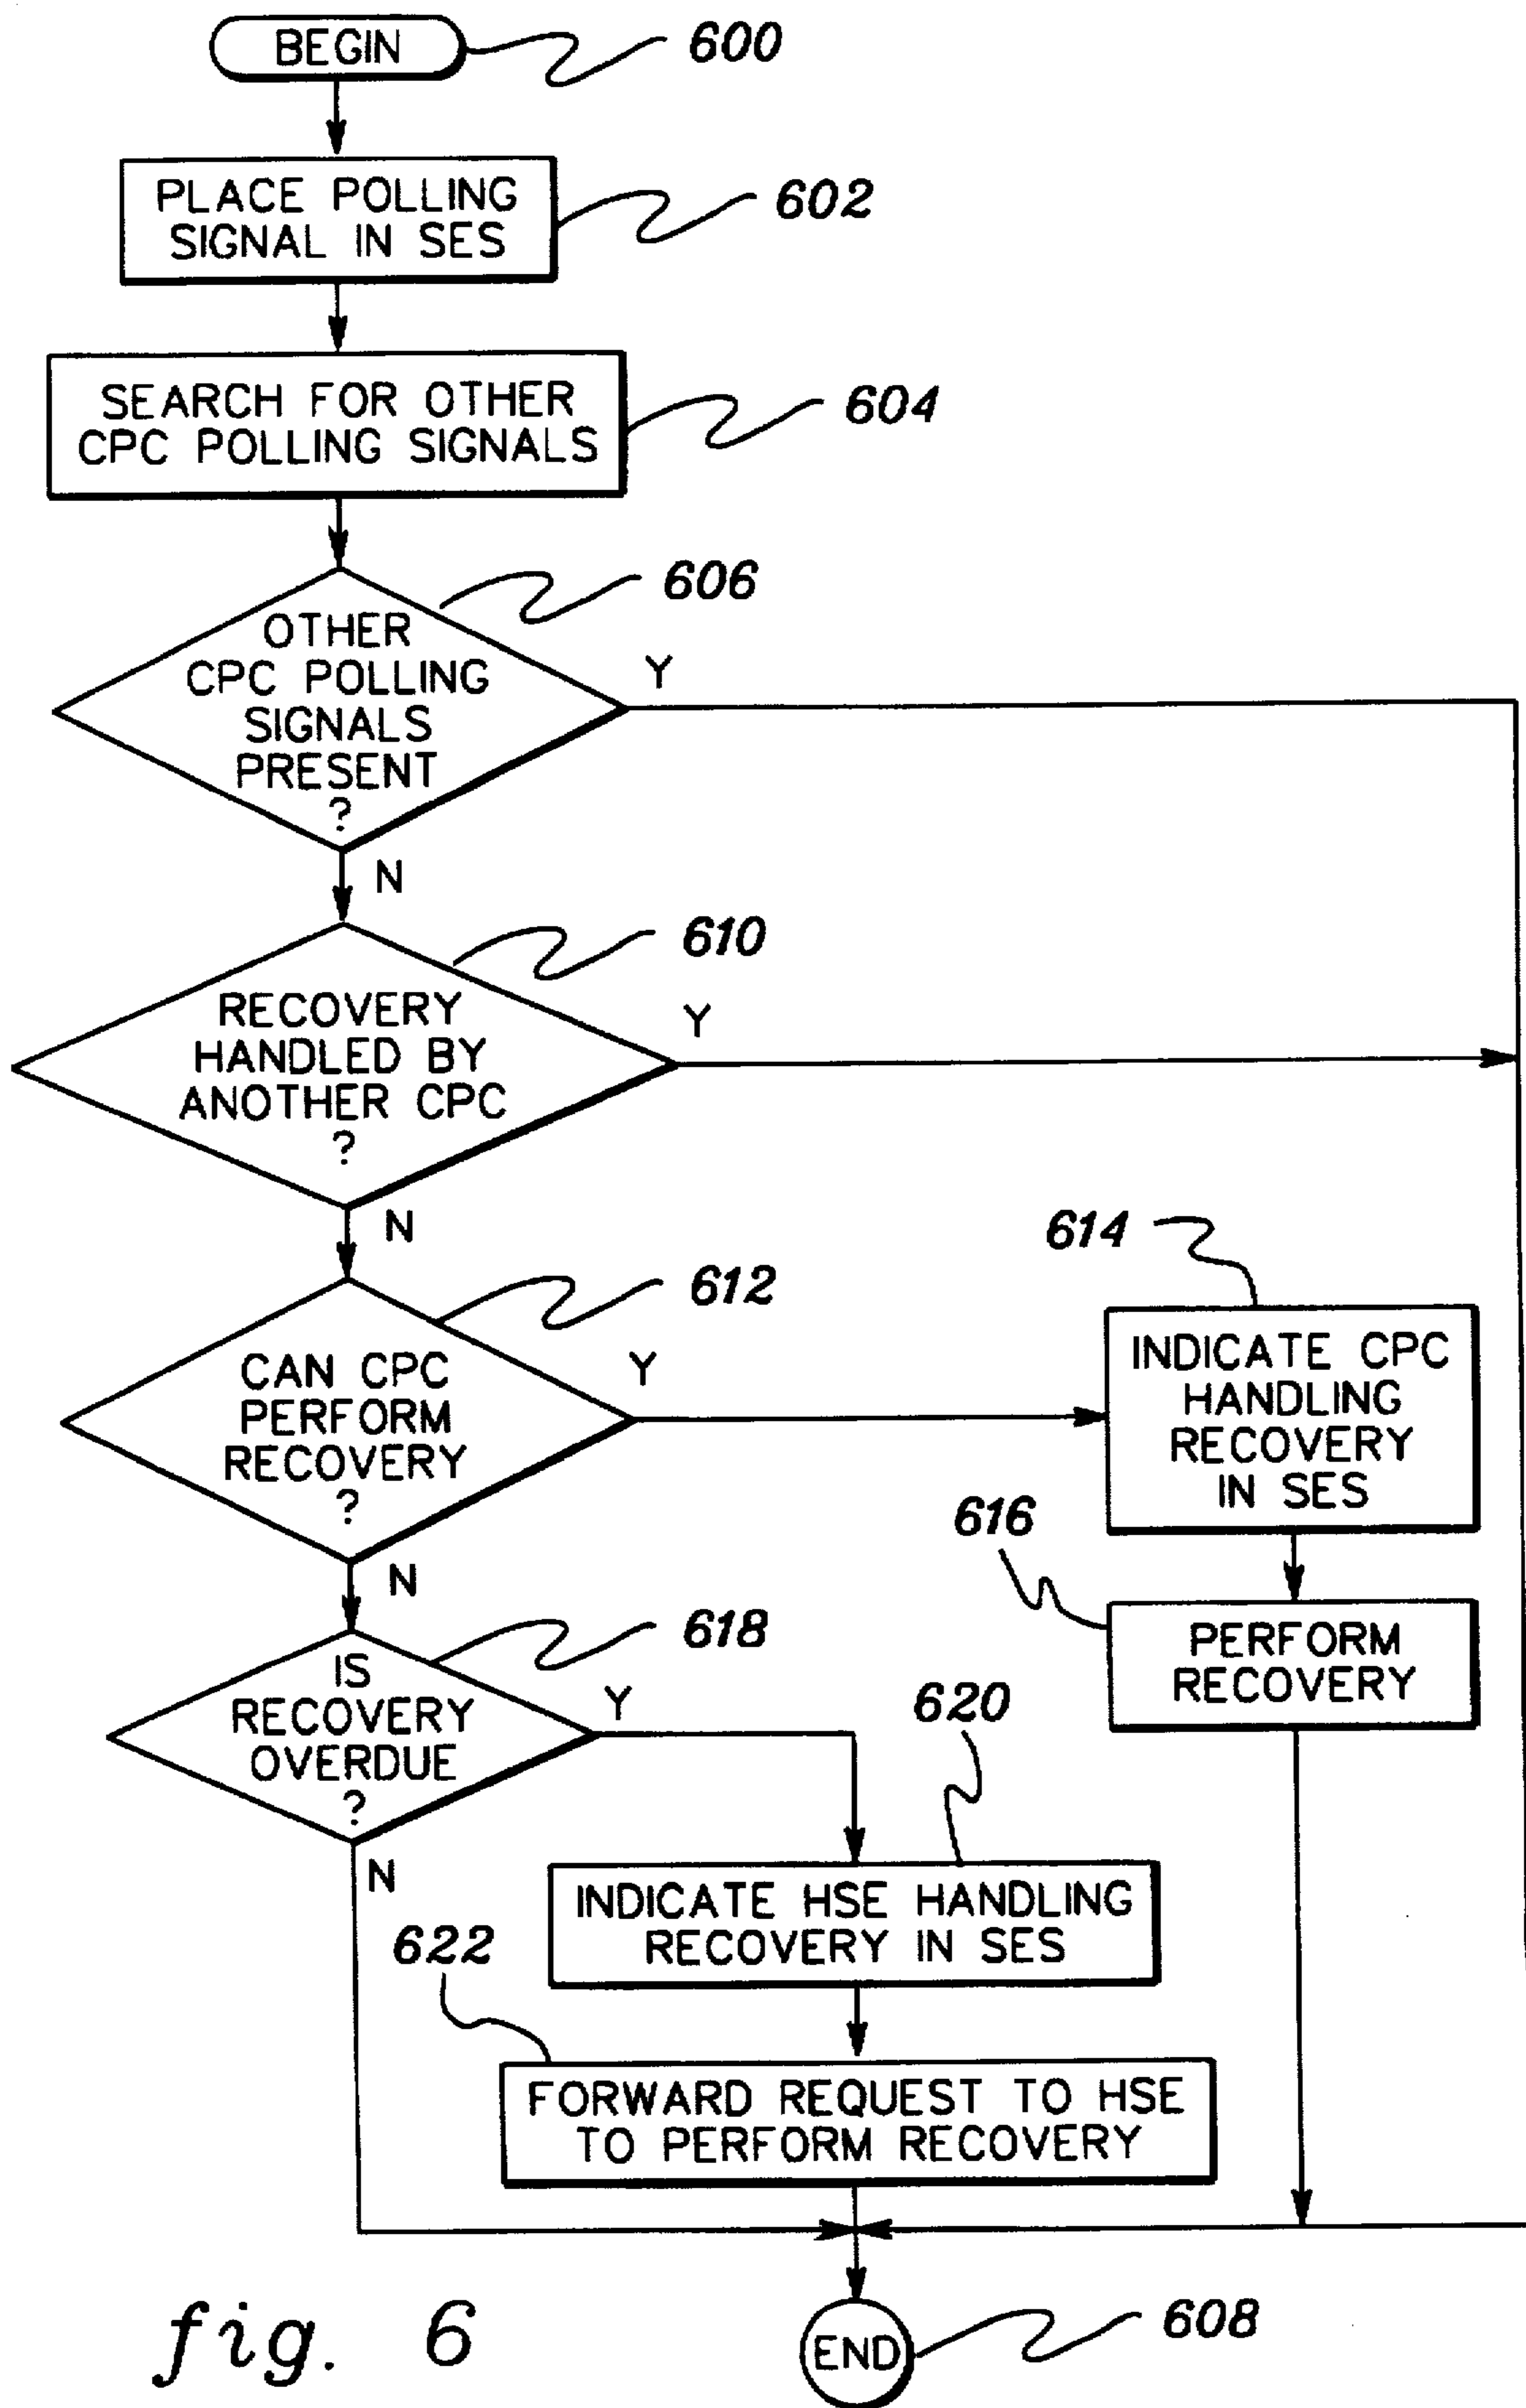 BEGIN
600
PLACE POLLING
SIGNAL IN SES
602
SEARCH FOR OTHER
CPC POLLING SIGNALS
604
606
OTHER
CPC POLLING
SIGNALS
PRESENT
?
Y
N
610
RECOVERY
HANDLED BY
ANOTHER CPC
?
Y
N
612
CAN CPC
PERFORM
RECOVERY
?
Y
N
614
INDICATE CPC
HANDLING
RECOVERY
IN SES
616
PERFORM
RECOVERY
618
IS
RECOVERY
OVERDUE
?
Y
N
620
INDICATE HSE HANDLING
RECOVERY IN SES
622
FORWARD REQUEST TO HSE
TO PERFORM RECOVERY
END
608
fig. 6